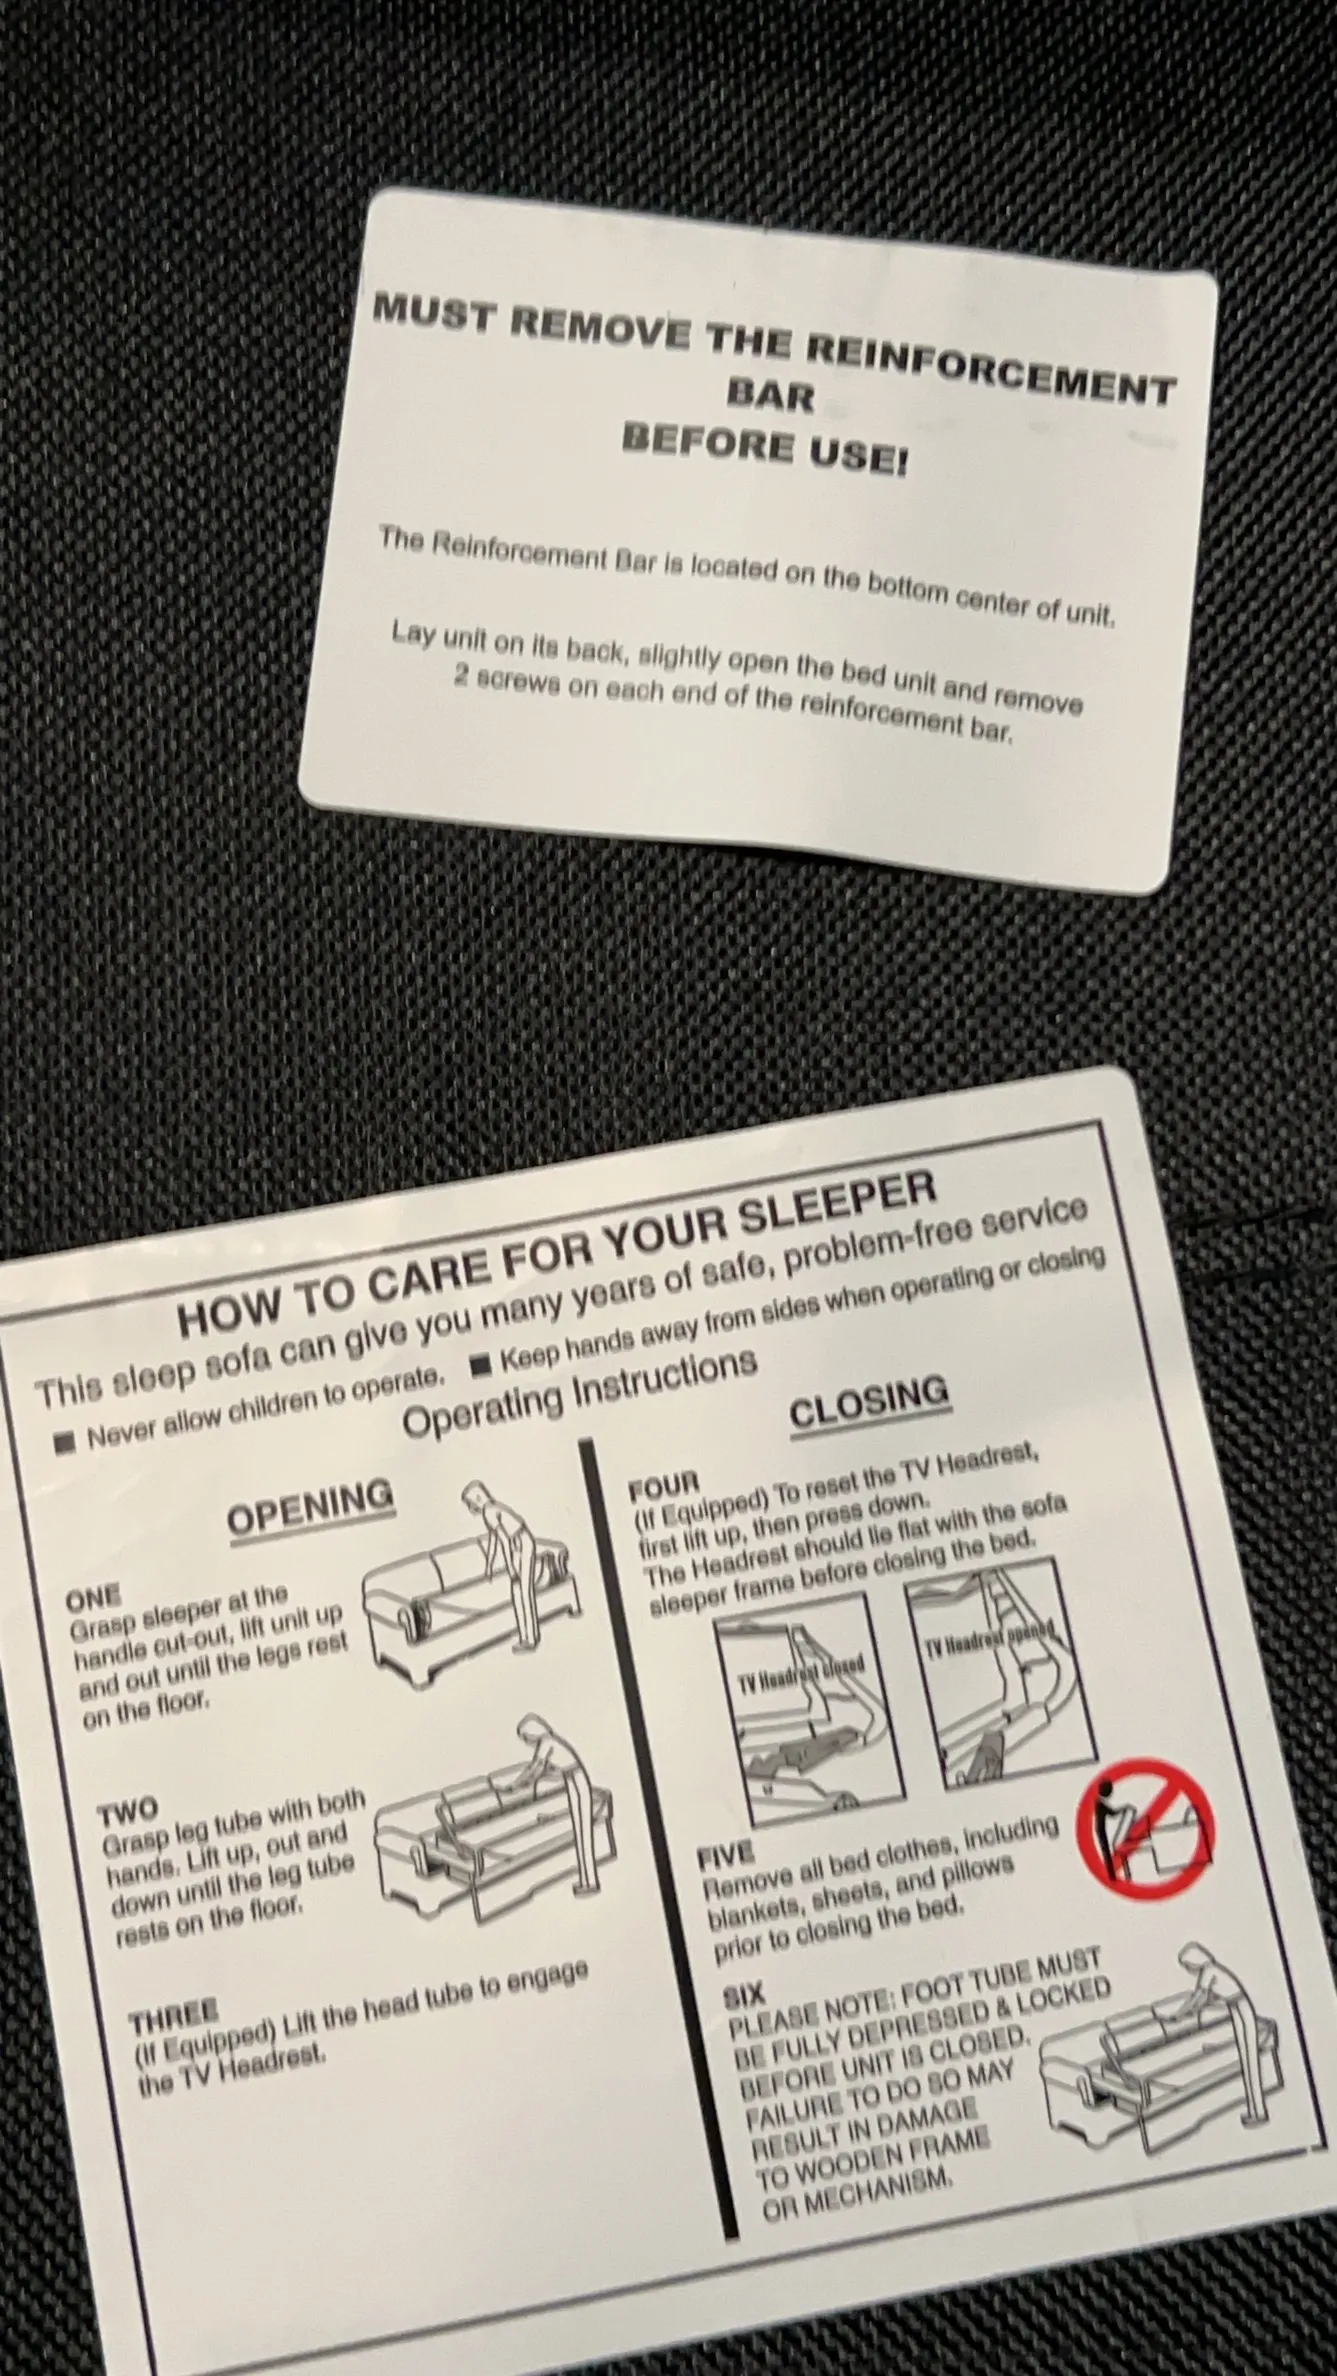 MUST REMOVE THE REINFORCEMENT
BAR
BEFORE USE!
The Reinforcement Bar is located on the bottom center of unit.
Lay unit on its back, slightly open the bed unit and remove
2 screws on each end of the reinforcement bar.
HOW TO CARE FOR YOUR SLEEPER
This sleep sofa can give you many years of safe, problem-free service
■ Never allow children to operate. ■ Keep hands away from sides when operating or closing
Operating Instructions
OPENING
ONE
Grasp sleeper at the
handle cut-out, lift unit up
and out until the legs rest
on the floor.
TWO
Grasp leg tube with both
hands. Lift up, out and
down until the leg tube
rests on the floor.
THREE
(If Equipped) Lift the head tube to engage
the TV Headrest.
CLOSING
FOUR
(If Equipped) To reset the TV Headrest,
first lift up, then press down.
The Headrest should lie flat with the sofa
sleeper frame before closing the bed.
TV Headrest closed
TV Headrest opened
FIVE
Remove all bed clothes, including
blankets, sheets, and pillows
prior to closing the bed.
SIX
PLEASE NOTE: FOOT TUBE MUST
BE FULLY DEPRESSED & LOCKED
BEFORE UNIT IS CLOSED.
FAILURE TO DO SO MAY
RESULT IN DAMAGE
TO WOODEN FRAME
OR MECHANISM.